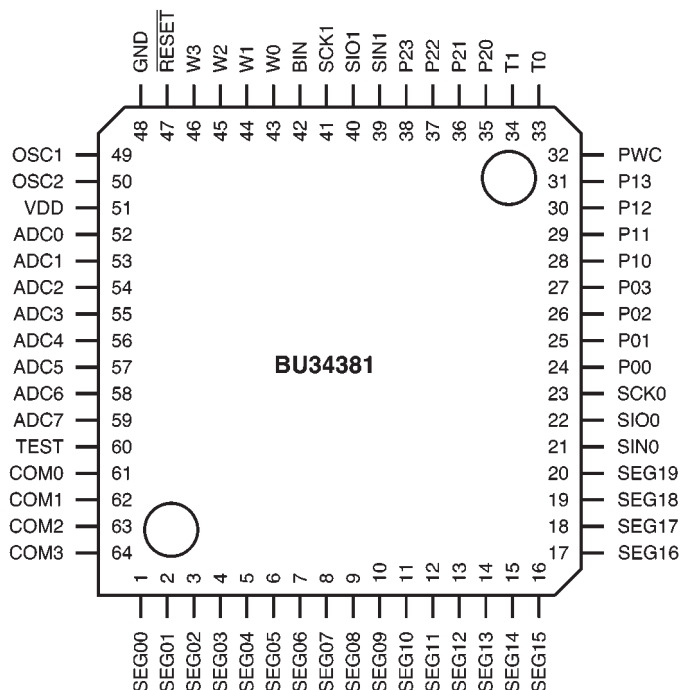 GND RESET W3 W2 W1 W0 BIN SCK1 SIO1 SIN1 P23 P22 P21 P20 T1 T0
48 47 46 45 44 43 42 41 40 39 38 37 36 35 34 33
OSC1 49 32 PWC
OSC2 50 31 P13
VDD 51 30 P12
ADC0 52 29 P11
ADC1 53 28 P10
ADC2 54 27 P03
ADC3 55 26 P02
ADC4 56 25 P01
ADC5 57 BU34381 24 P00
ADC6 58 23 SCK0
ADC7 59 22 SIO0
TEST 60 21 SIN0
COM0 61 20 SEG19
COM1 62 19 SEG18
COM2 63 18 SEG17
COM3 64 17 SEG16
1 2 3 4 5 6 7 8 9 10 11 12 13 14 15 16
SEG00 SEG01 SEG02 SEG03 SEG04 SEG05 SEG06 SEG07 SEG08 SEG09 SEG10 SEG11 SEG12 SEG13 SEG14 SEG15